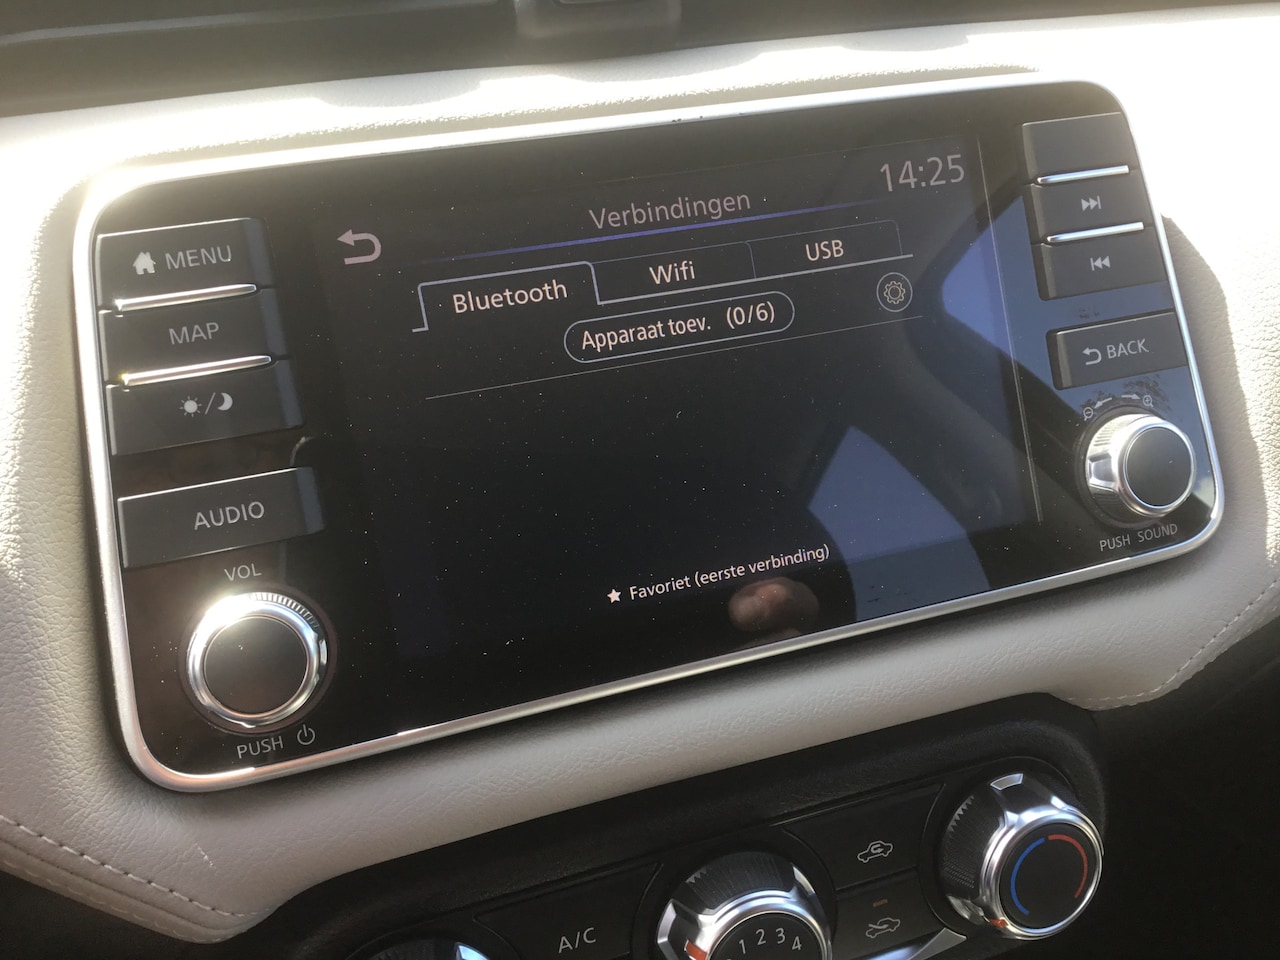 14:25
Verbindingen
Bluetooth
Wifi
USB
Apparaat toev. (0/6)
Favoriet (eerste verbinding)
MENU
MAP
AUDIO
VOL
PUSH
BACK
PUSH SOUND
A/C
1 2 3 4